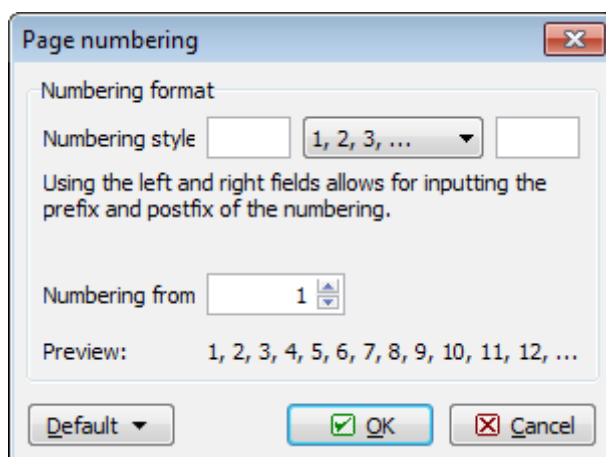 Page numbering
Numbering format
Numbering style 1, 2, 3, ...
Using the left and right fields allows for inputting the
prefix and postfix of the numbering.
Numbering from 1
Preview: 1, 2, 3, 4, 5, 6, 7, 8, 9, 10, 11, 12, ...
Default OK Cancel